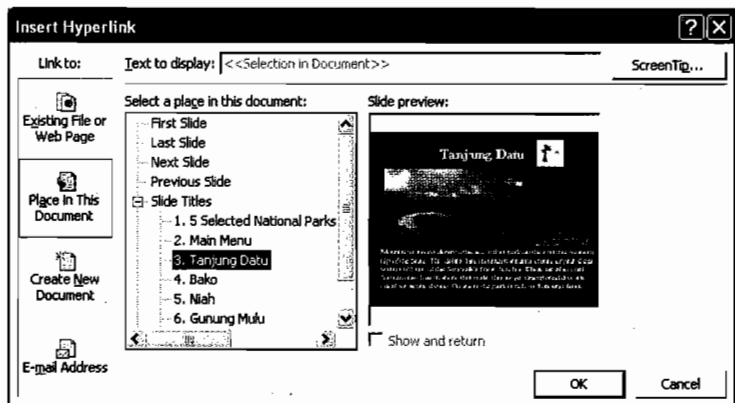 Insert Hyperlink
Link to:
Text to display: <<Selection in Document>>
ScreenTip...
Existing File or
Web Page
Place In This
Document
Create New
Document
E-mail Address
Select a place in this document:
First Slide
Last Slide
Next Slide
Previous Slide
Slide Titles
1. 5 Selected National Parks
2. Main Menu
3. Tanjung Datu
4. Bako
5. Niah
6. Gunung Mulu
Slide preview:
Tanjung Datu
Show and return
OK
Cancel